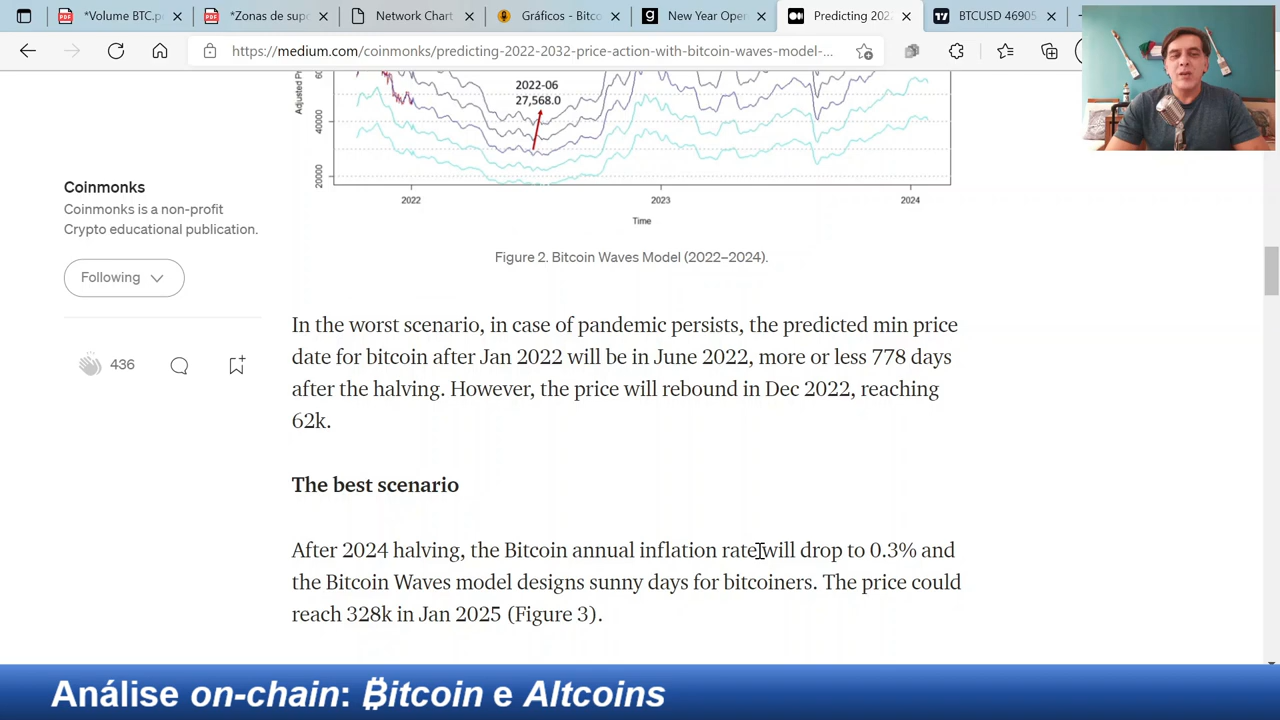 *Volume BTC.p
*Zonas de sup
Network Chart
Gráficos - Bitco
New Year Open
Predicting 202
BTCUSD 46905
https://medium.com/coinmonks/predicting-2022-2032-price-action-with-bitcoin-waves-model-...
Adjusted Pr
40000
20000
2022-06
27,568.0
2022
2023
2024
Time
Figure 2. Bitcoin Waves Model (2022–2024).
Coinmonks
Coinmonks is a non-profit
Crypto educational publication.
Following
436
In the worst scenario, in case of pandemic persists, the predicted min price
date for bitcoin after Jan 2022 will be in June 2022, more or less 778 days
after the halving. However, the price will rebound in Dec 2022, reaching
62k.
The best scenario
After 2024 halving, the Bitcoin annual inflation rate will drop to 0.3% and
the Bitcoin Waves model designs sunny days for bitcoiners. The price could
reach 328k in Jan 2025 (Figure 3).
Análise on-chain: ₿itcoin e Altcoins